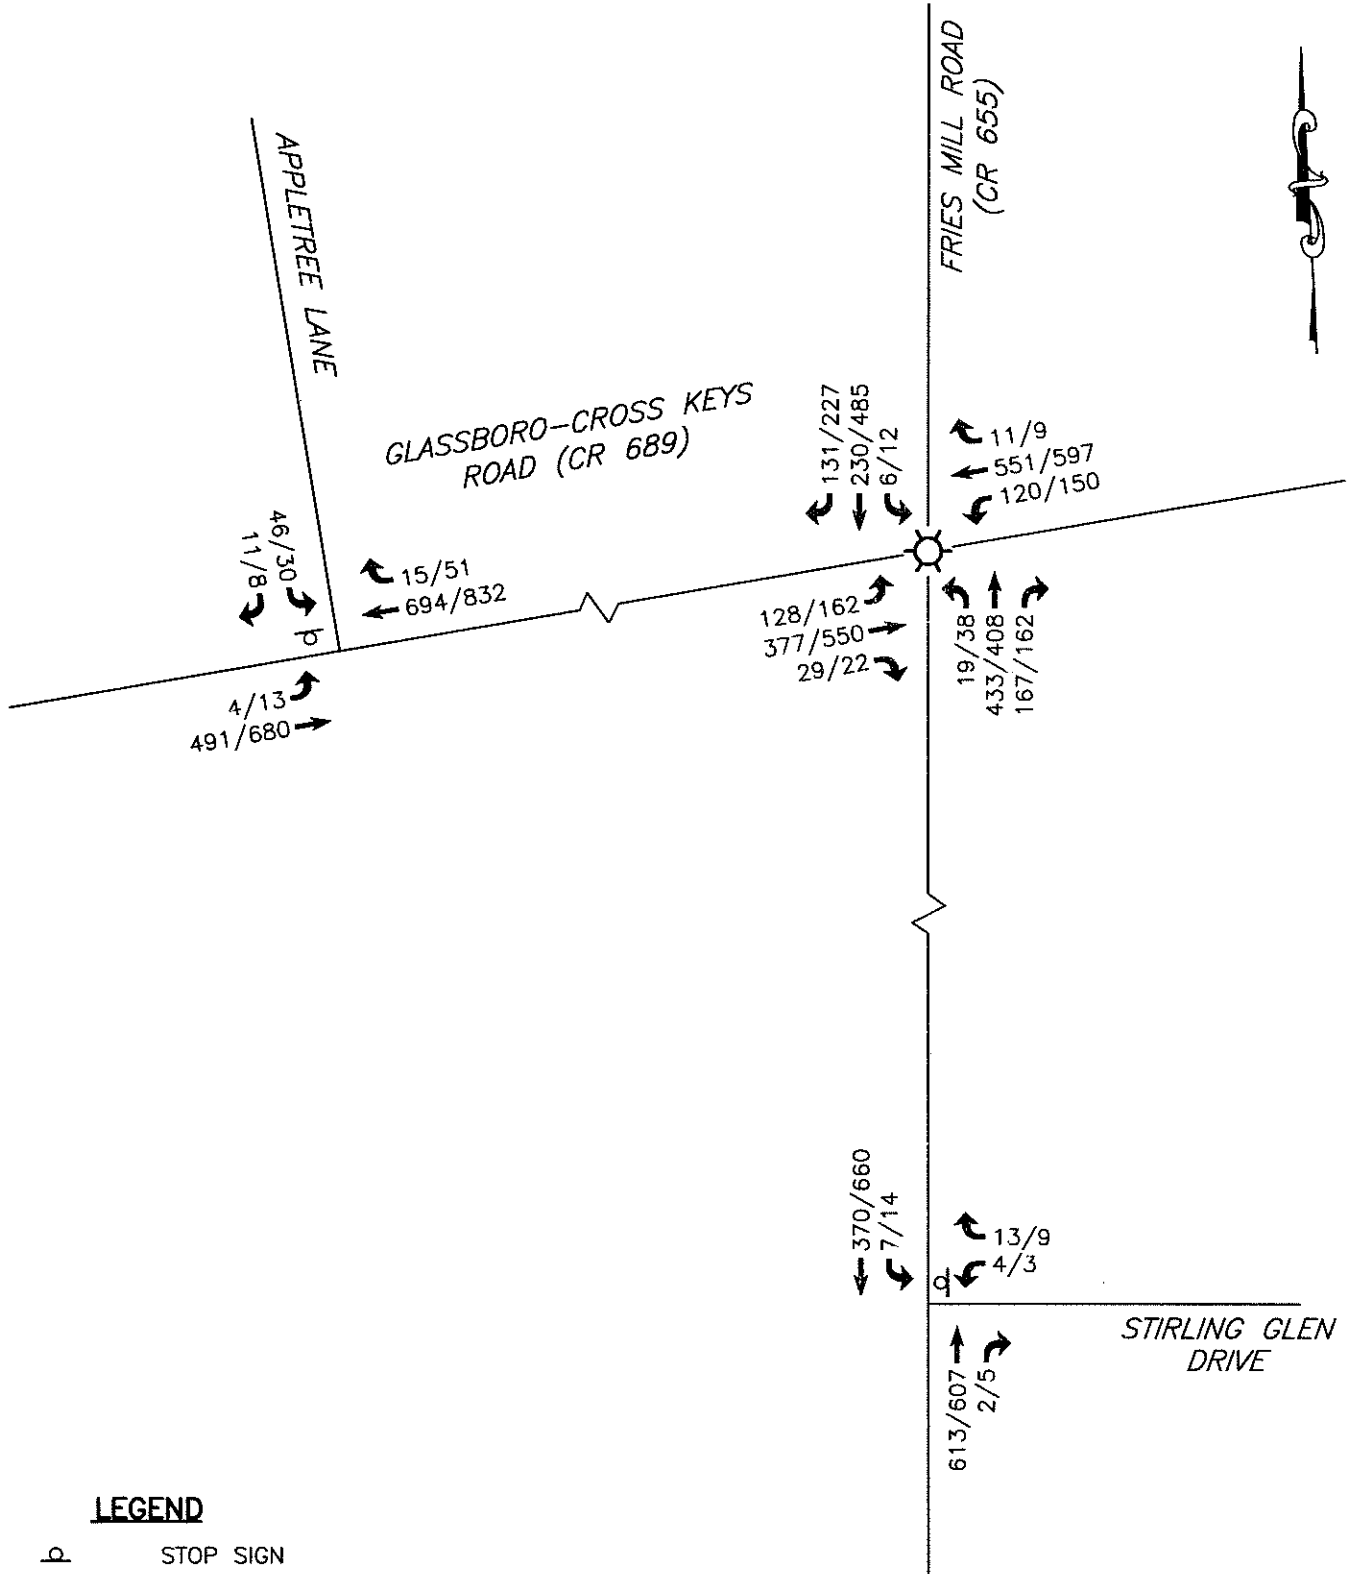 FRIES MILL ROAD
(CR 655)
APPLETREE LANE
GLASSBORO-CROSS KEYS
ROAD (CR 689)
131/227
230/485
6/12
11/9
551/597
120/150
46/30
11/8
15/51
694/832
128/162
377/550
29/22
19/38
433/408
167/162
4/13
491/680
370/660
7/14
13/9
4/3
STIRLING GLEN
DRIVE
613/607
2/5
LEGEND
STOP SIGN